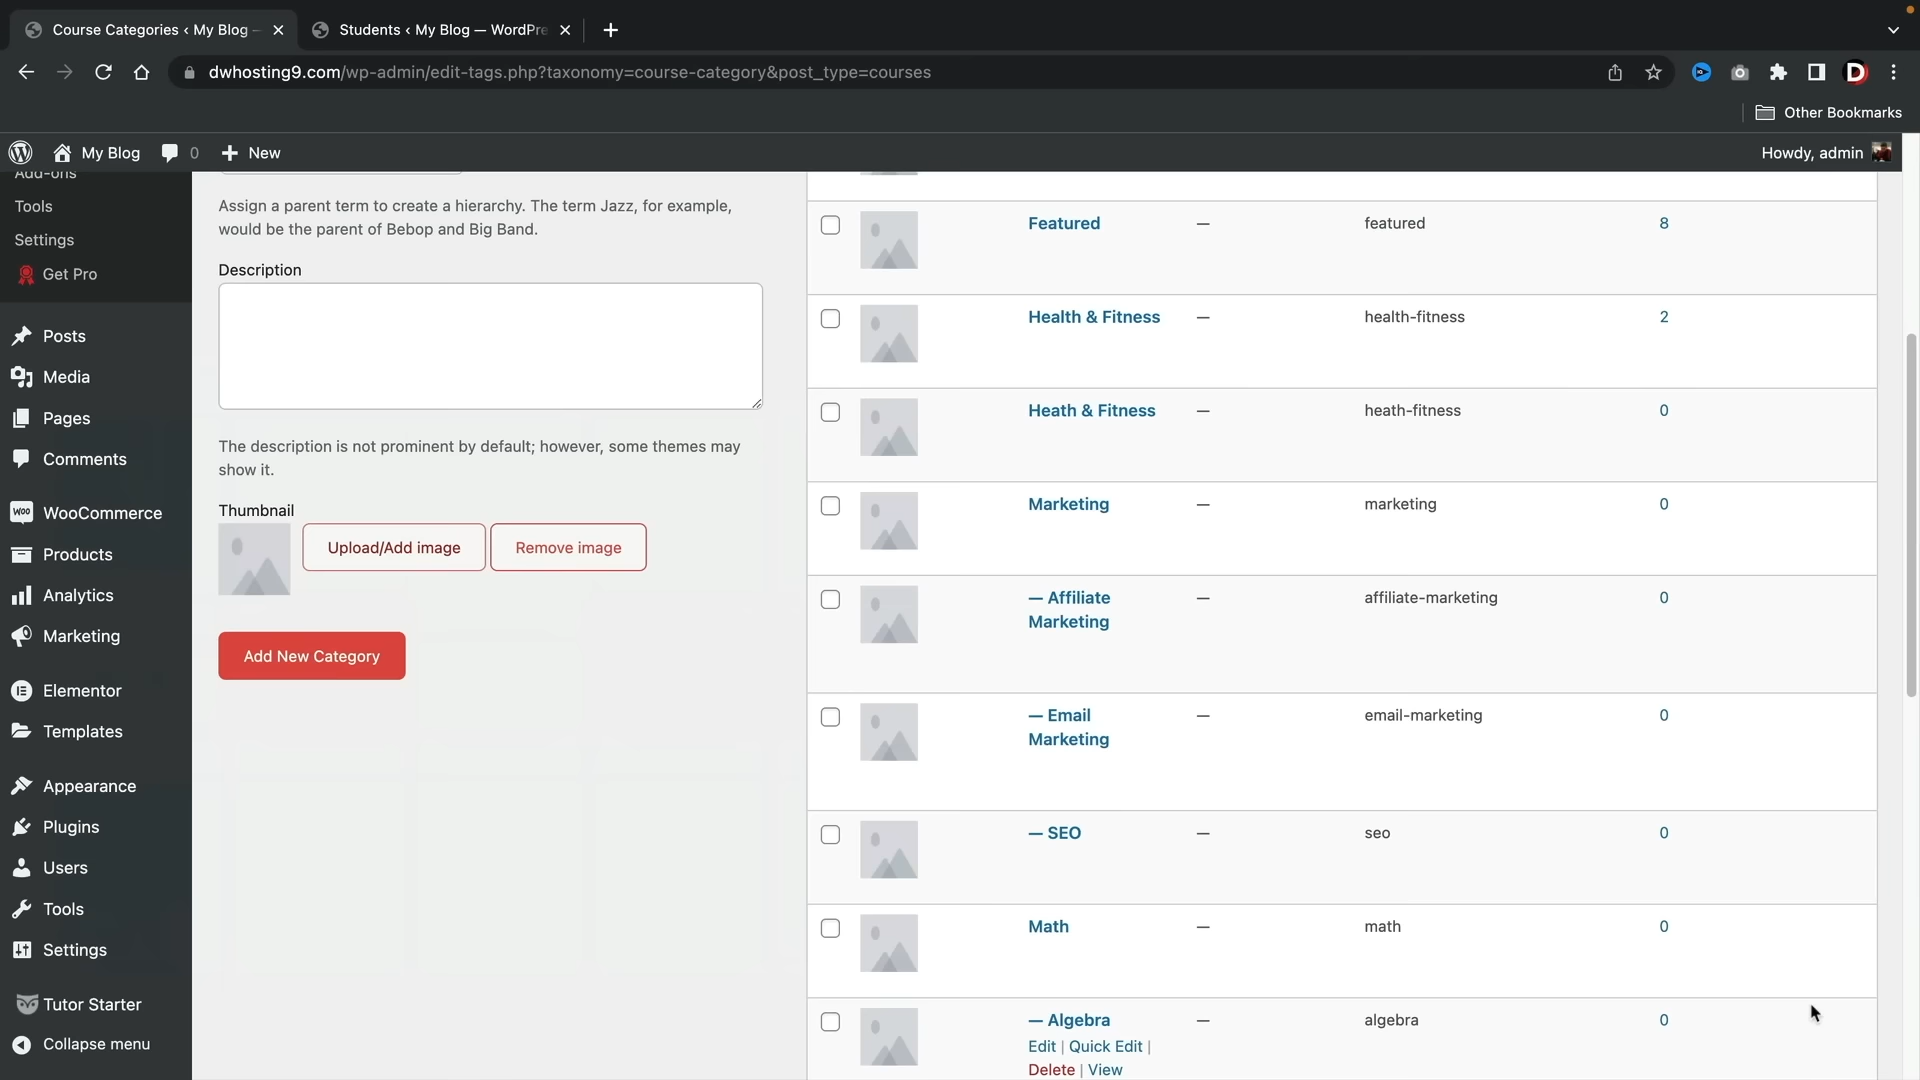 Course Categories ‹ My Blog –
Students ‹ My Blog — WordPre
dwhosting9.com/wp-admin/edit-tags.php?taxonomy=course-category&post_type=courses
Other Bookmarks
My Blog
0
New
Howdy, admin
Add-ons
Tools
Settings
Get Pro
Posts
Media
Pages
Comments
WooCommerce
Products
Analytics
Marketing
Elementor
Templates
Appearance
Plugins
Users
Tools
Settings
Tutor Starter
Collapse menu
Assign a parent term to create a hierarchy. The term Jazz, for example,
would be the parent of Bebop and Big Band.
Description
The description is not prominent by default; however, some themes may
show it.
Thumbnail
Upload/Add image
Remove image
Add New Category
Featured — featured 8
Health & Fitness — health-fitness 2
Heath & Fitness — heath-fitness 0
Marketing — marketing 0
— Affiliate — affiliate-marketing 0
Marketing
— Email — email-marketing 0
Marketing
— SEO — seo 0
Math — math 0
— Algebra — algebra 0
Edit | Quick Edit |
Delete | View